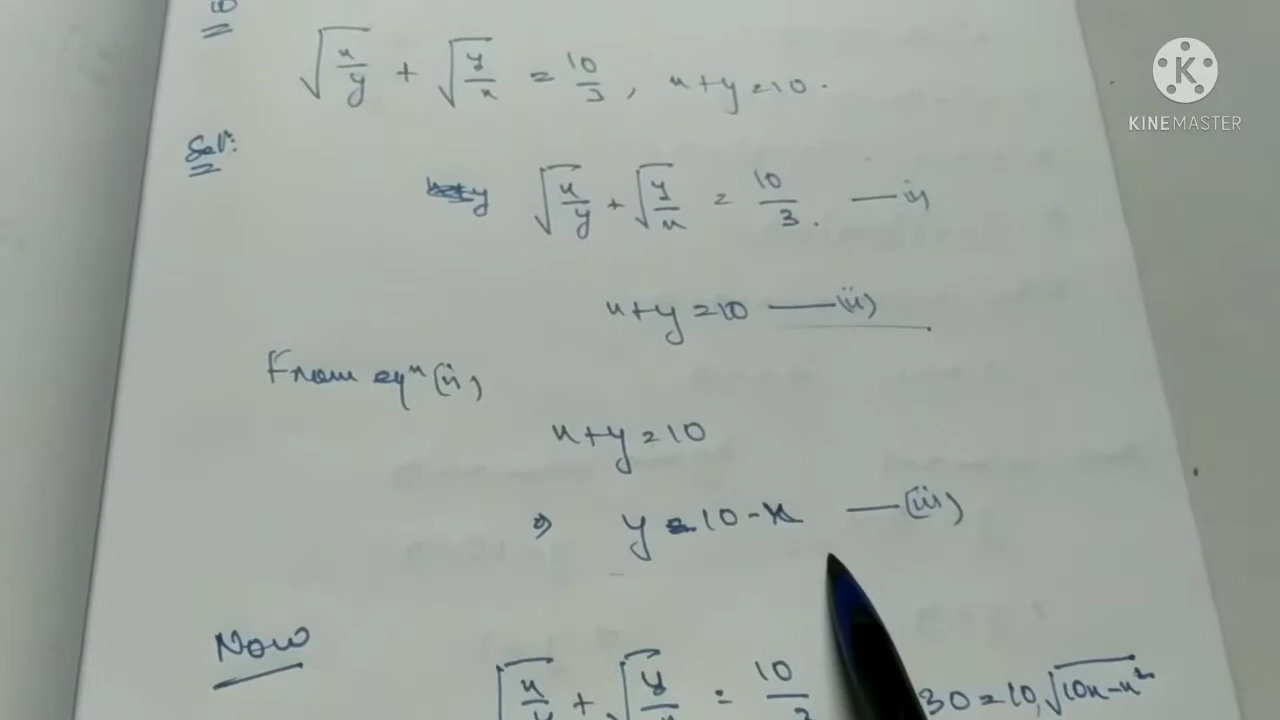 √(x/y) + √(y/x) = 10/3, x+y=10.
KINEMASTER
Solⁿ:
√(x/y) + √(y/x) = 10/3. —(i)
x+y=10 —(ii)
From eqⁿ(ii)
x+y=10
⇒ y=10-x —(iii)
Now
√(x/y) + √(y/x) = 10/3 30=10√(10x-x²)